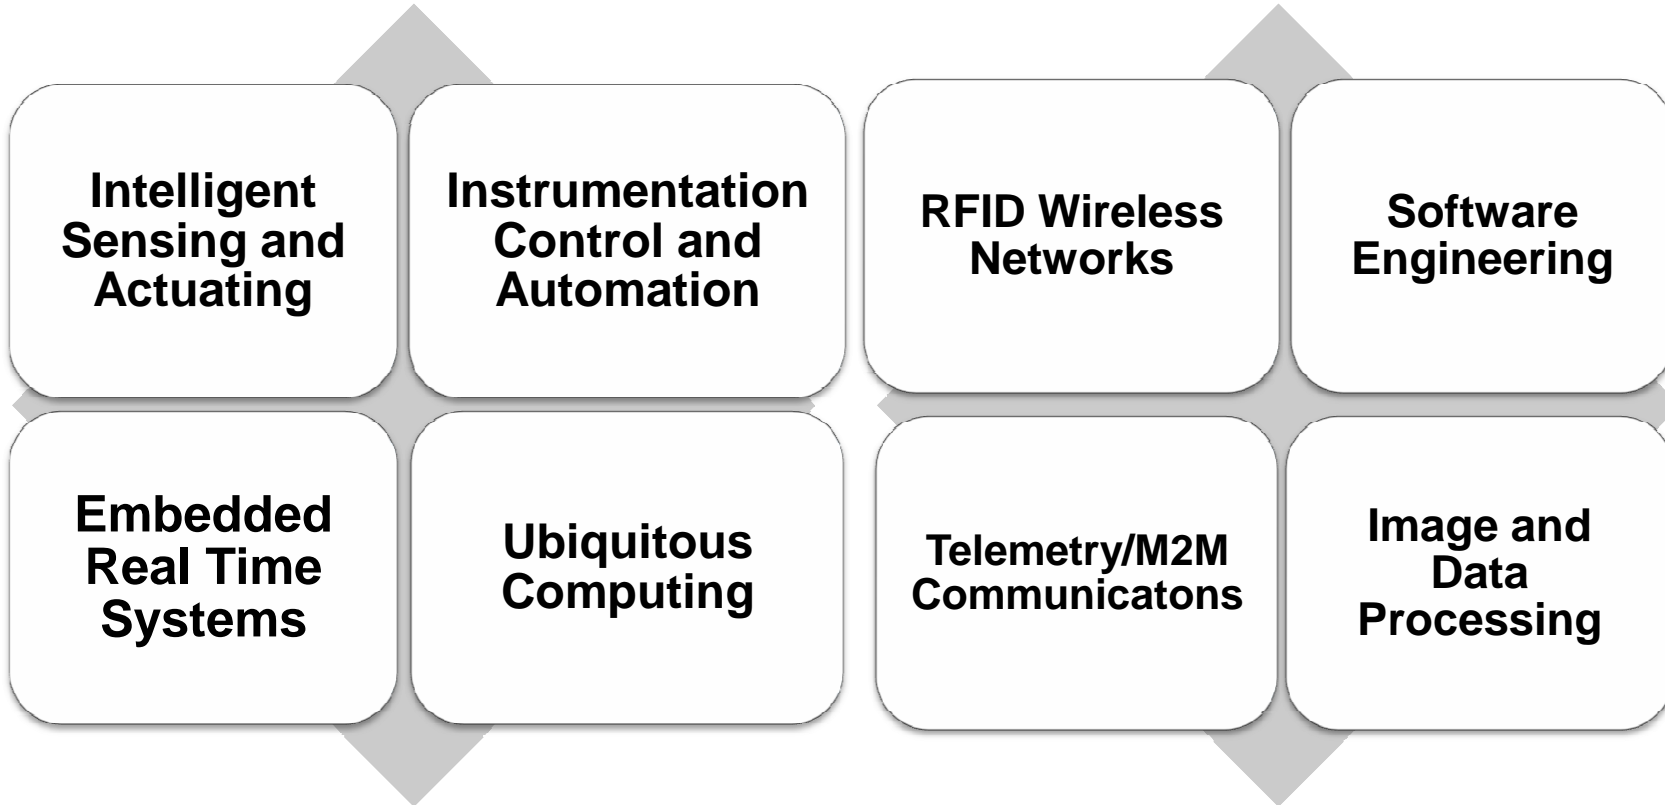 Intelligent
Sensing and
Actuating
Instrumentation
Control and
Automation
RFID Wireless
Networks
Software
Engineering
Embedded
Real Time
Systems
Ubiquitous
Computing
Telemetry/M2M
Communicatons
Image and
Data
Processing